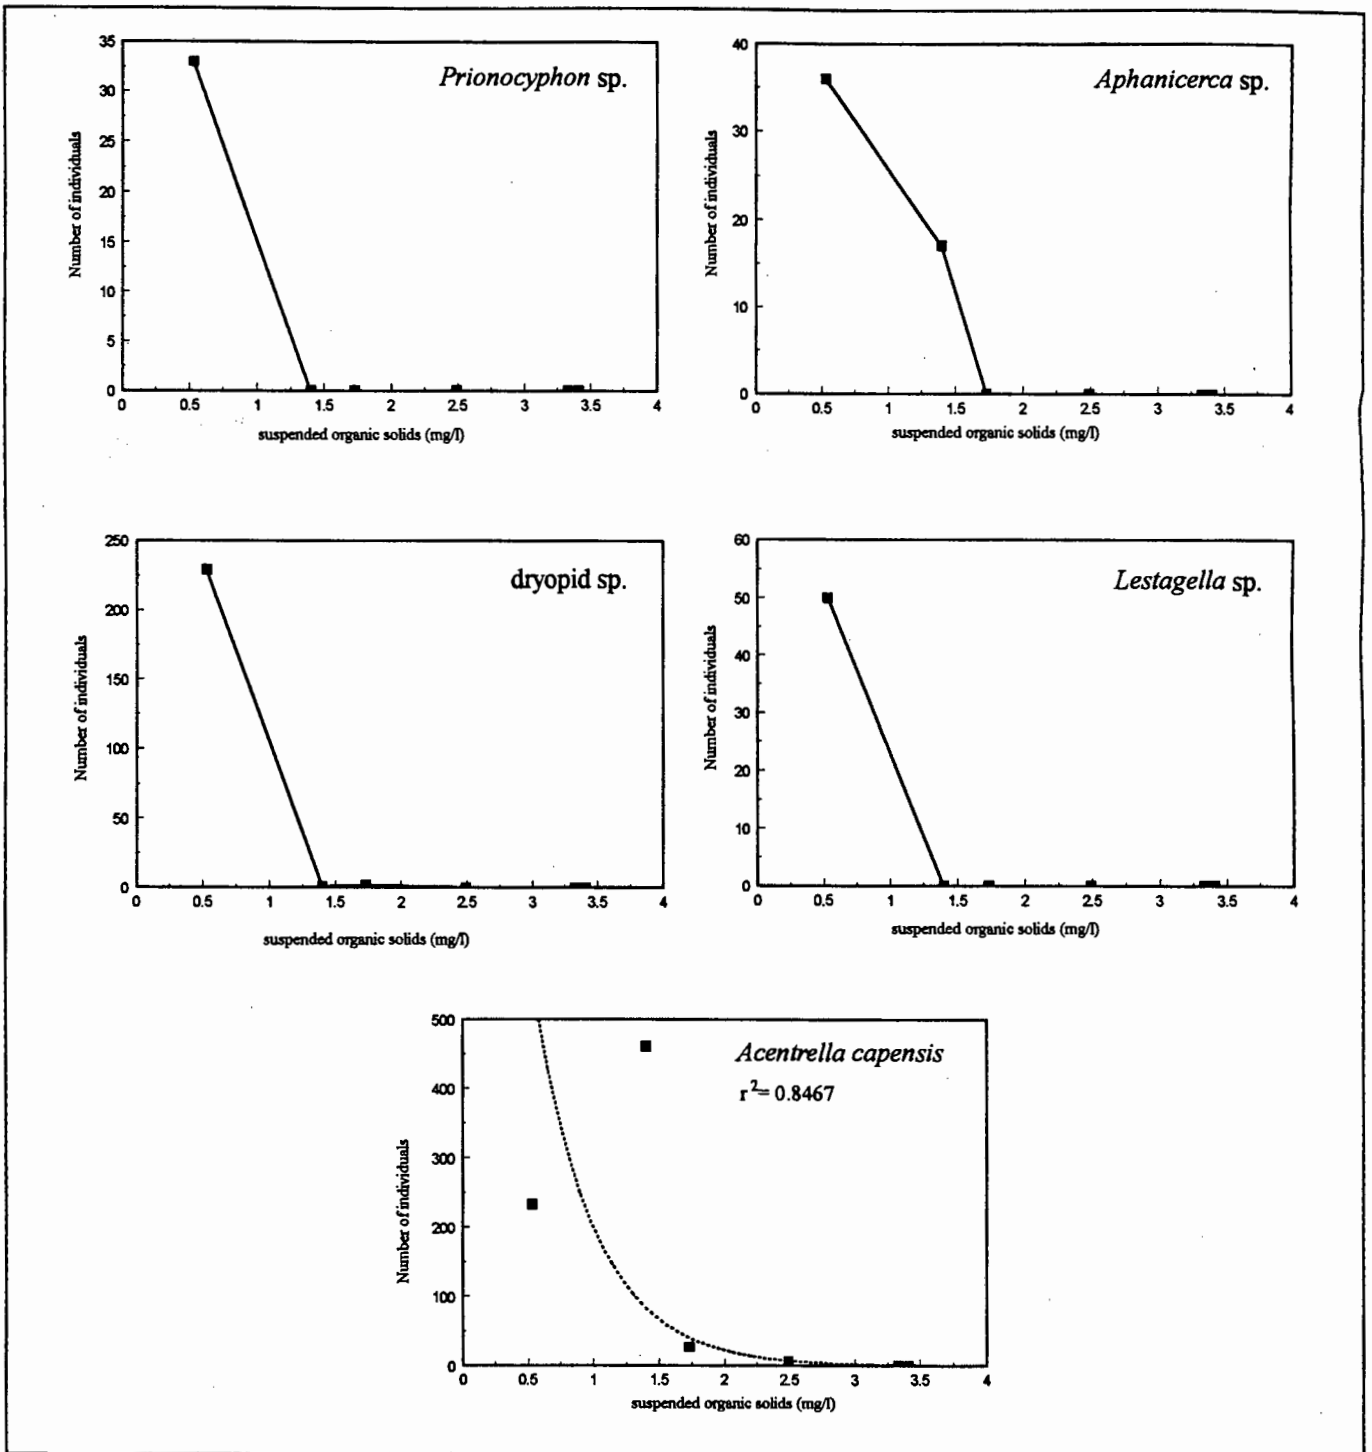 Prionocyphon sp.
35
30
25
20
15
10
5
0
Number of individuals
0 0.5 1 1.5 2 2.5 3 3.5 4
suspended organic solids (mg/l)
Aphanicerca sp.
40
30
20
10
0
Number of individuals
0 0.5 1 1.5 2 2.5 3 3.5 4
suspended organic solids (mg/l)
dryopid sp.
250
200
150
100
50
0
Number of individuals
0 0.5 1 1.5 2 2.5 3 3.5 4
suspended organic solids (mg/l)
Lestagella sp.
60
50
40
30
20
10
0
Number of individuals
0 0.5 1 1.5 2 2.5 3 3.5 4
suspended organic solids (mg/l)
Acentrella capensis
r²= 0.8467
500
400
300
200
100
0
Number of individuals
0 0.5 1 1.5 2 2.5 3 3.5 4
suspended organic solids (mg/l)